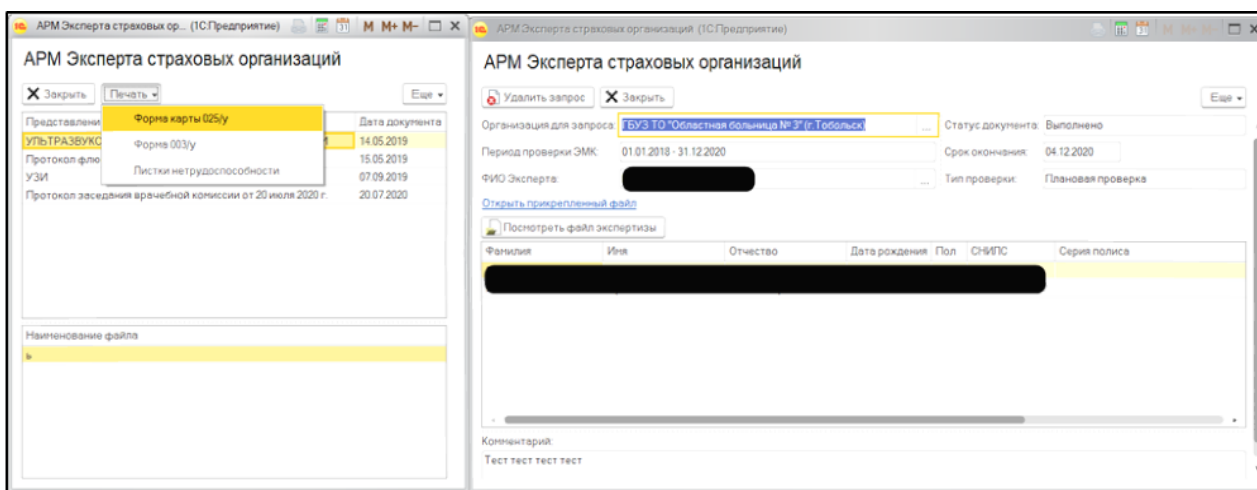 АРМ Эксперта страховых ор... (1С:Предприятие)
M M+ M-
АРМ Эксперта страховых организаций
Закрыть
Печать
Еще
Представлени
Дата документа
Форма карты 025/у
Форма 003/у
Листки нетрудоспособности
УЛЬТРАЗВУКО
14.05.2019
Протокол флю
15.05.2019
УЗИ
07.09.2019
Протокол заседания врачебной комиссии от 20 июля 2020 г.
20.07.2020
Наименование файла
ь
АРМ Эксперта страховых организаций (1С:Предприятие)
M M+ M-
АРМ Эксперта страховых организаций
Удалить запрос
Закрыть
Еще
Организация для запроса: ГБУЗ ТО "Областная больница № 3" (г.Тобольск) ...
Статус документа: Выполнено
Период проверки ЭМК: 01.01.2018 - 31.12.2020
Срок окончания: 04.12.2020
ФИО Эксперта: ...
Тип проверки: Плановая проверка
Открыть прикрепленный файл
Посмотреть файл экспертизы
Фамилия Имя Отчество Дата рождения Пол СНИПС Серия полиса
Комментарий:
Тест тест тест тест